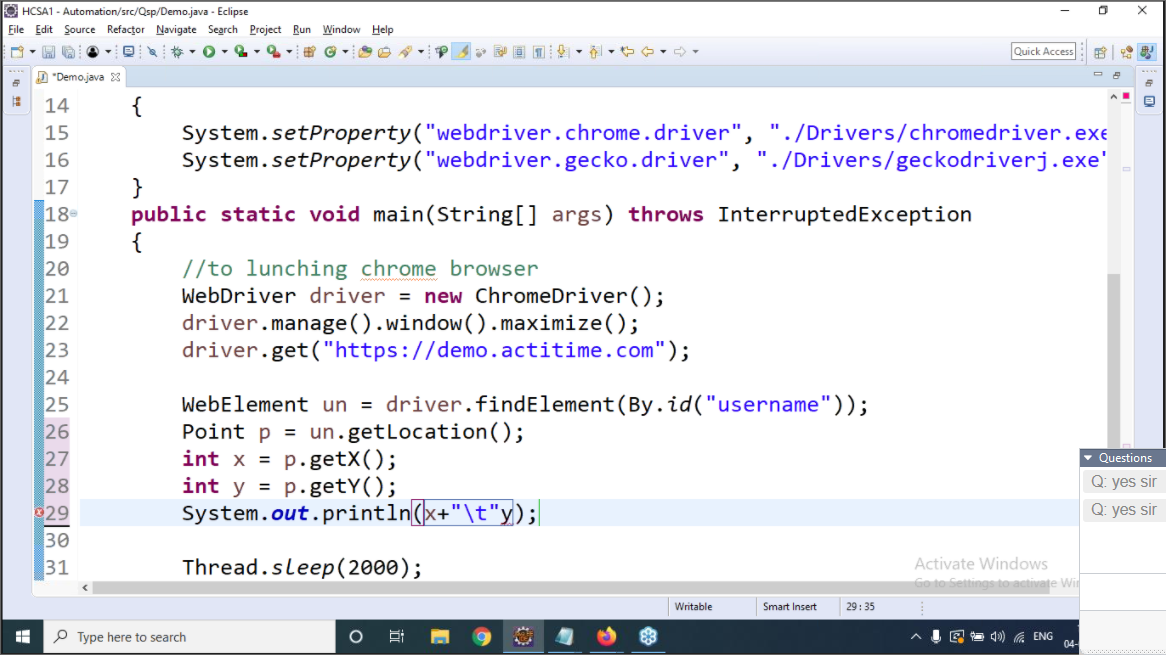 HCSA1 - Automation/src/Qsp/Demo.java - Eclipse
File Edit Source Refactor Navigate Search Project Run Window Help
Quick Access
*Demo.java
14 {
15 System.setProperty("webdriver.chrome.driver", "./Drivers/chromedriver.exe
16 System.setProperty("webdriver.gecko.driver", "./Drivers/geckodriverj.exe"
17 }
18 public static void main(String[] args) throws InterruptedException
19 {
20 //to lunching chrome browser
21 WebDriver driver = new ChromeDriver();
22 driver.manage().window().maximize();
23 driver.get("https://demo.actitime.com");
24
25 WebElement un = driver.findElement(By.id("username"));
26 Point p = un.getLocation();
27 int x = p.getX();
28 int y = p.getY();
29 System.out.println(x+"\t"y);
30
31 Thread.sleep(2000);
Questions
Q: yes sir
Q: yes sir
Activate Windows
Go to Settings to activate Wi
Writable Smart Insert 29 : 35
Type here to search
ENG
04-